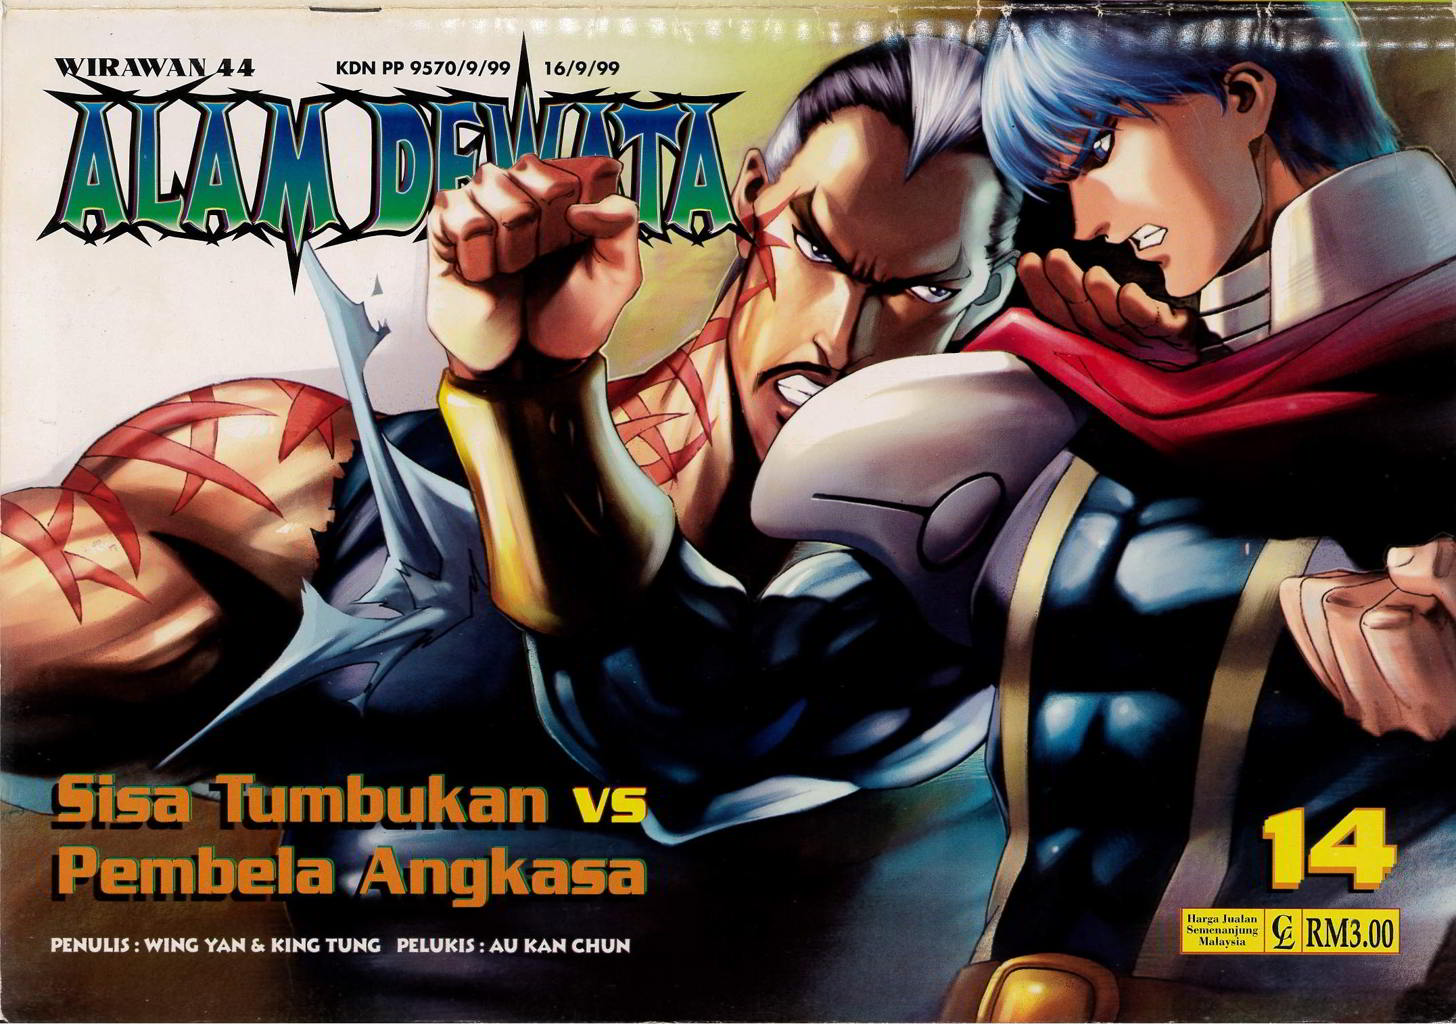 WIRAWAN 44 KDN PP 9570/9/99 16/9/99
ALAM DEWATA
Sisa Tumbukan vs
Pembela Angkasa
PENULIS : WING YAN & KING TUNG PELUKIS : AU KAN CHUN
14
Harga Jualan
Semenanjung
Malaysia
RM3.00